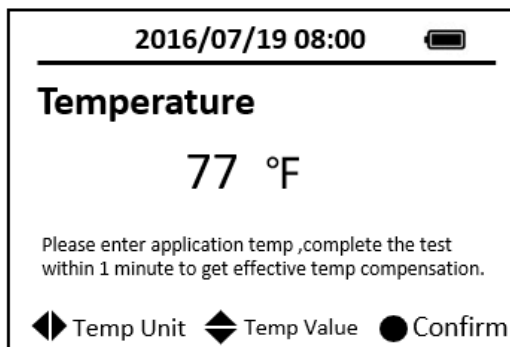 2016/07/19 08:00
Temperature
77 °F
Please enter application temp ,complete the test
within 1 minute to get effective temp compensation.
Temp Unit Temp Value Confirm